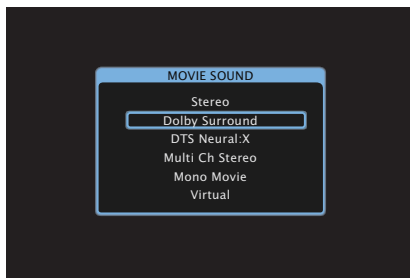 MOVIE SOUND
Stereo
Dolby Surround
DTS Neural:X
Multi Ch Stereo
Mono Movie
Virtual